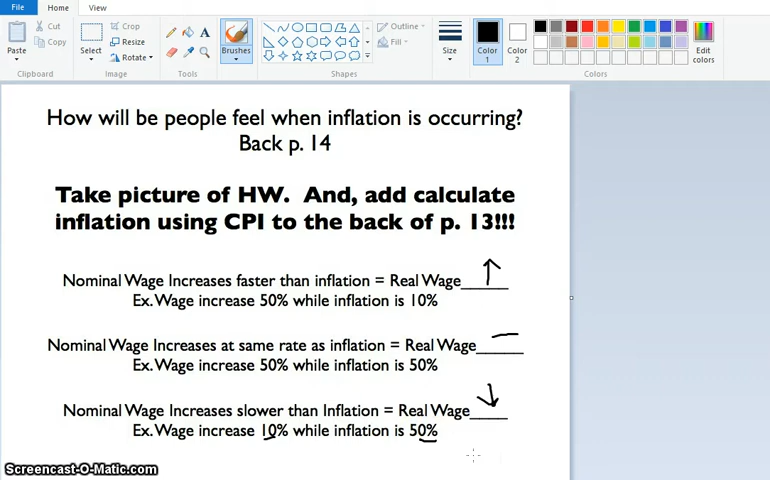 File Home View
Cut
Copy
Paste
Clipboard
Select
Crop
Resize
Rotate
Image
Tools
Brushes
Shapes
Outline
Fill
Size
Color 1
Color 2
Colors
Edit colors
How will be people feel when inflation is occurring?
Back p. 14
Take picture of HW. And, add calculate
inflation using CPI to the back of p. 13!!!
Nominal Wage Increases faster than inflation = Real Wage_____
Ex. Wage increase 50% while inflation is 10%
Nominal Wage Increases at same rate as inflation = Real Wage_____
Ex. Wage increase 50% while inflation is 50%
Nominal Wage Increases slower than Inflation = Real Wage____
Ex. Wage increase 10% while inflation is 50%
Screencast-O-Matic.com